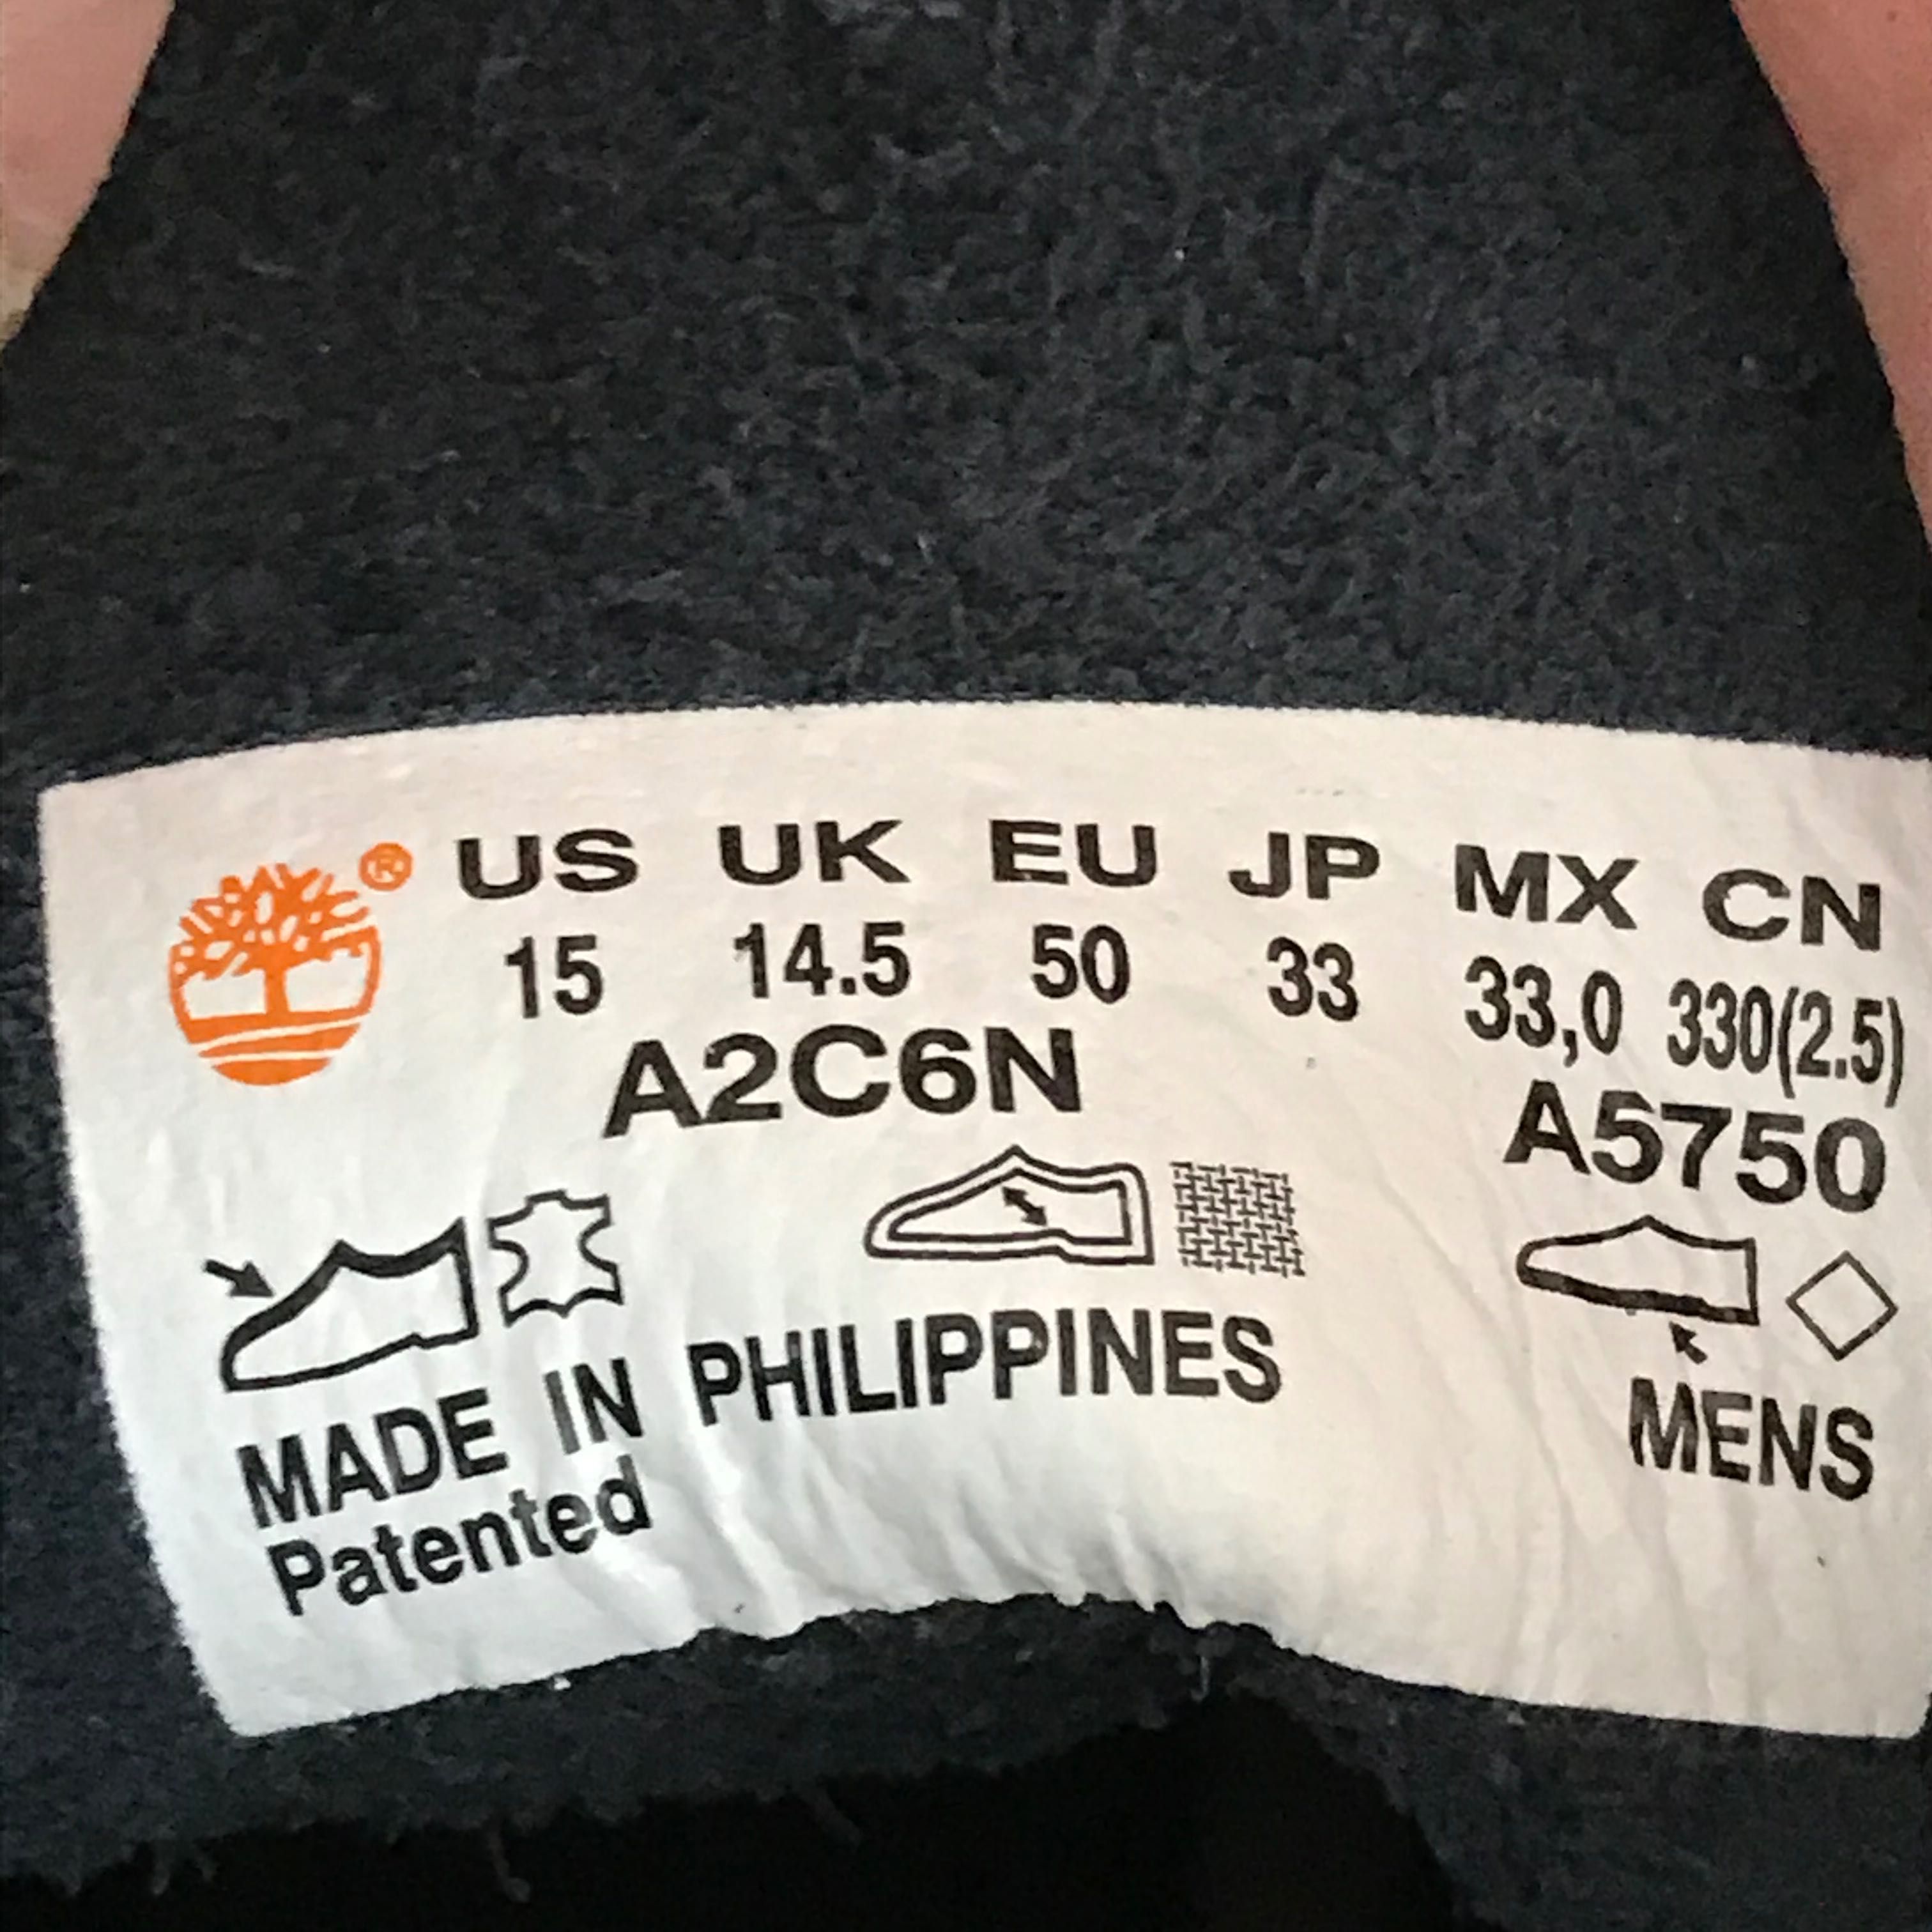 ® US UK EU JP MX CN
15 14.5 50 33 33,0 330(2.5)
A2C6N A5750
MADE IN PHILIPPINES MENS
Patented